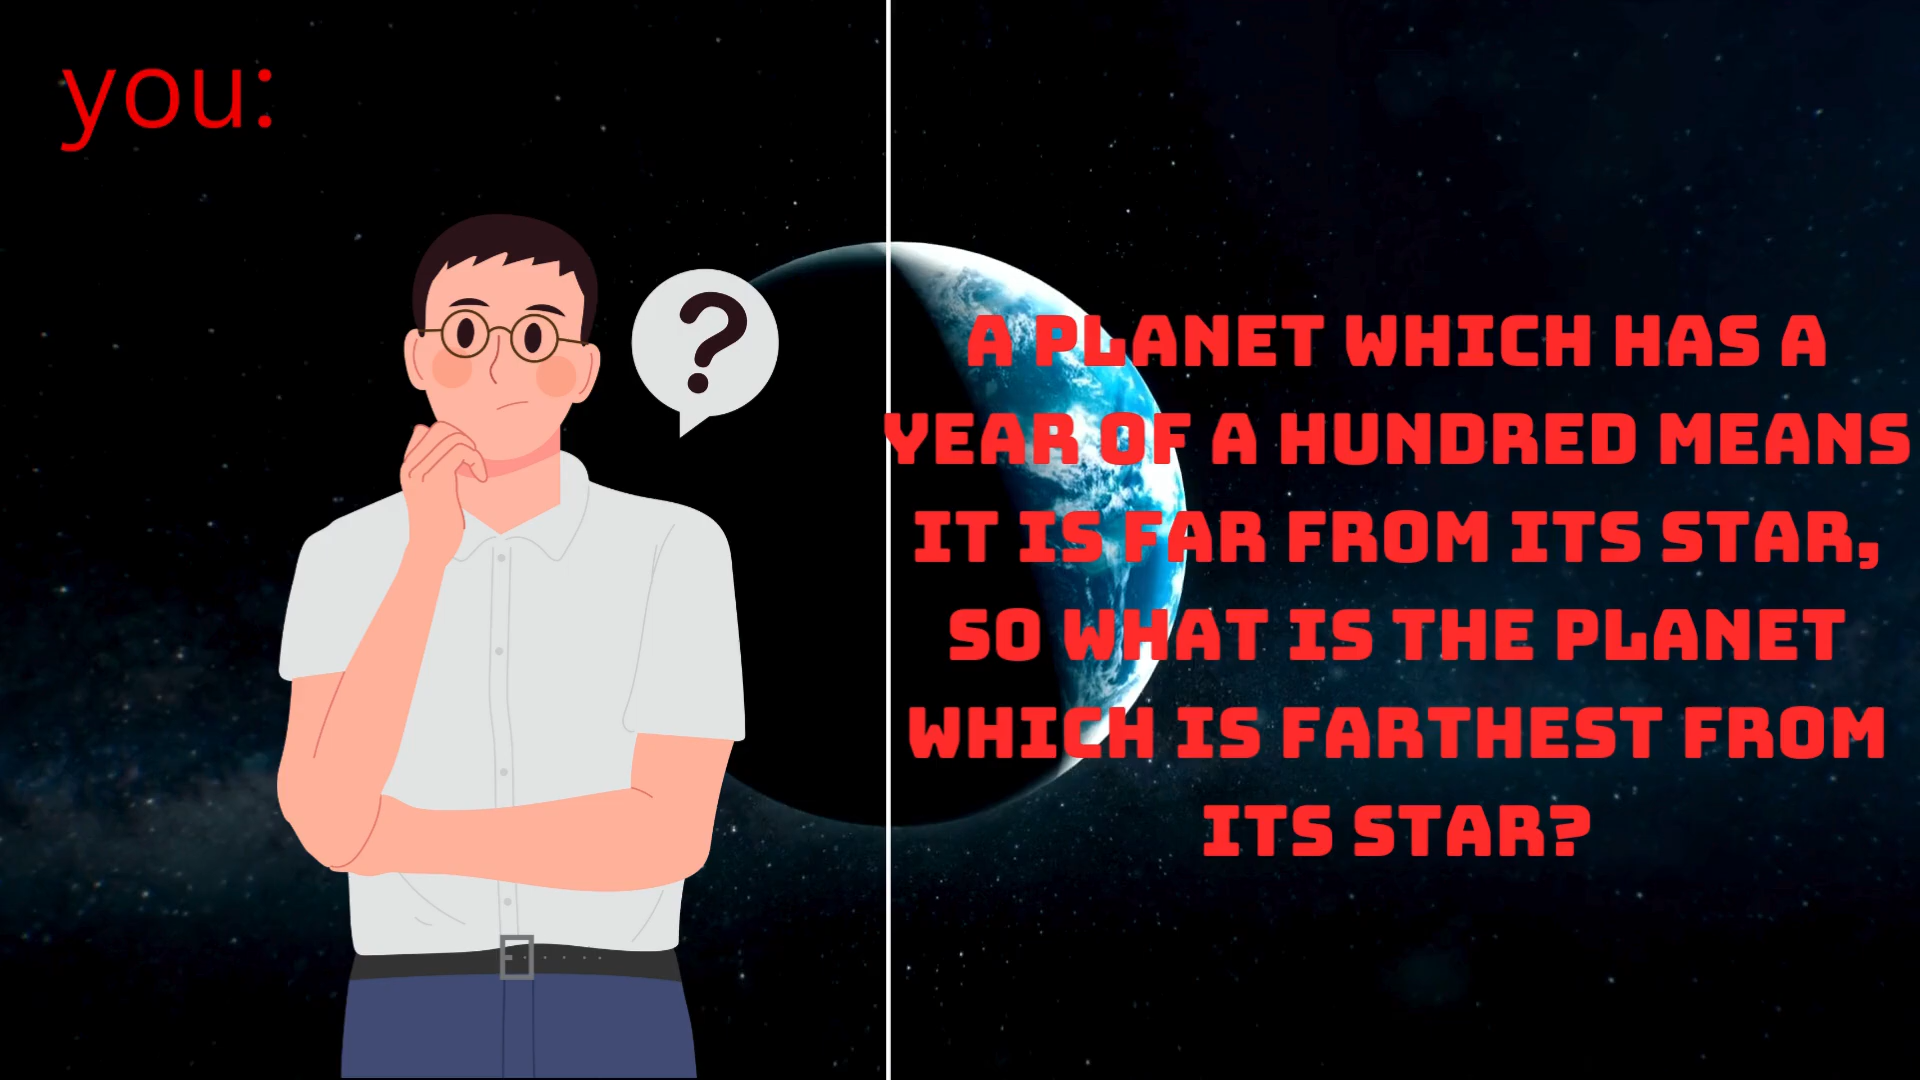 you:
?
A PLANET WHICH HAS A
YEAR OF A HUNDRED MEANS
IT IS FAR FROM ITS STAR,
SO WHAT IS THE PLANET
WHICH IS FARTHEST FROM
ITS STAR?